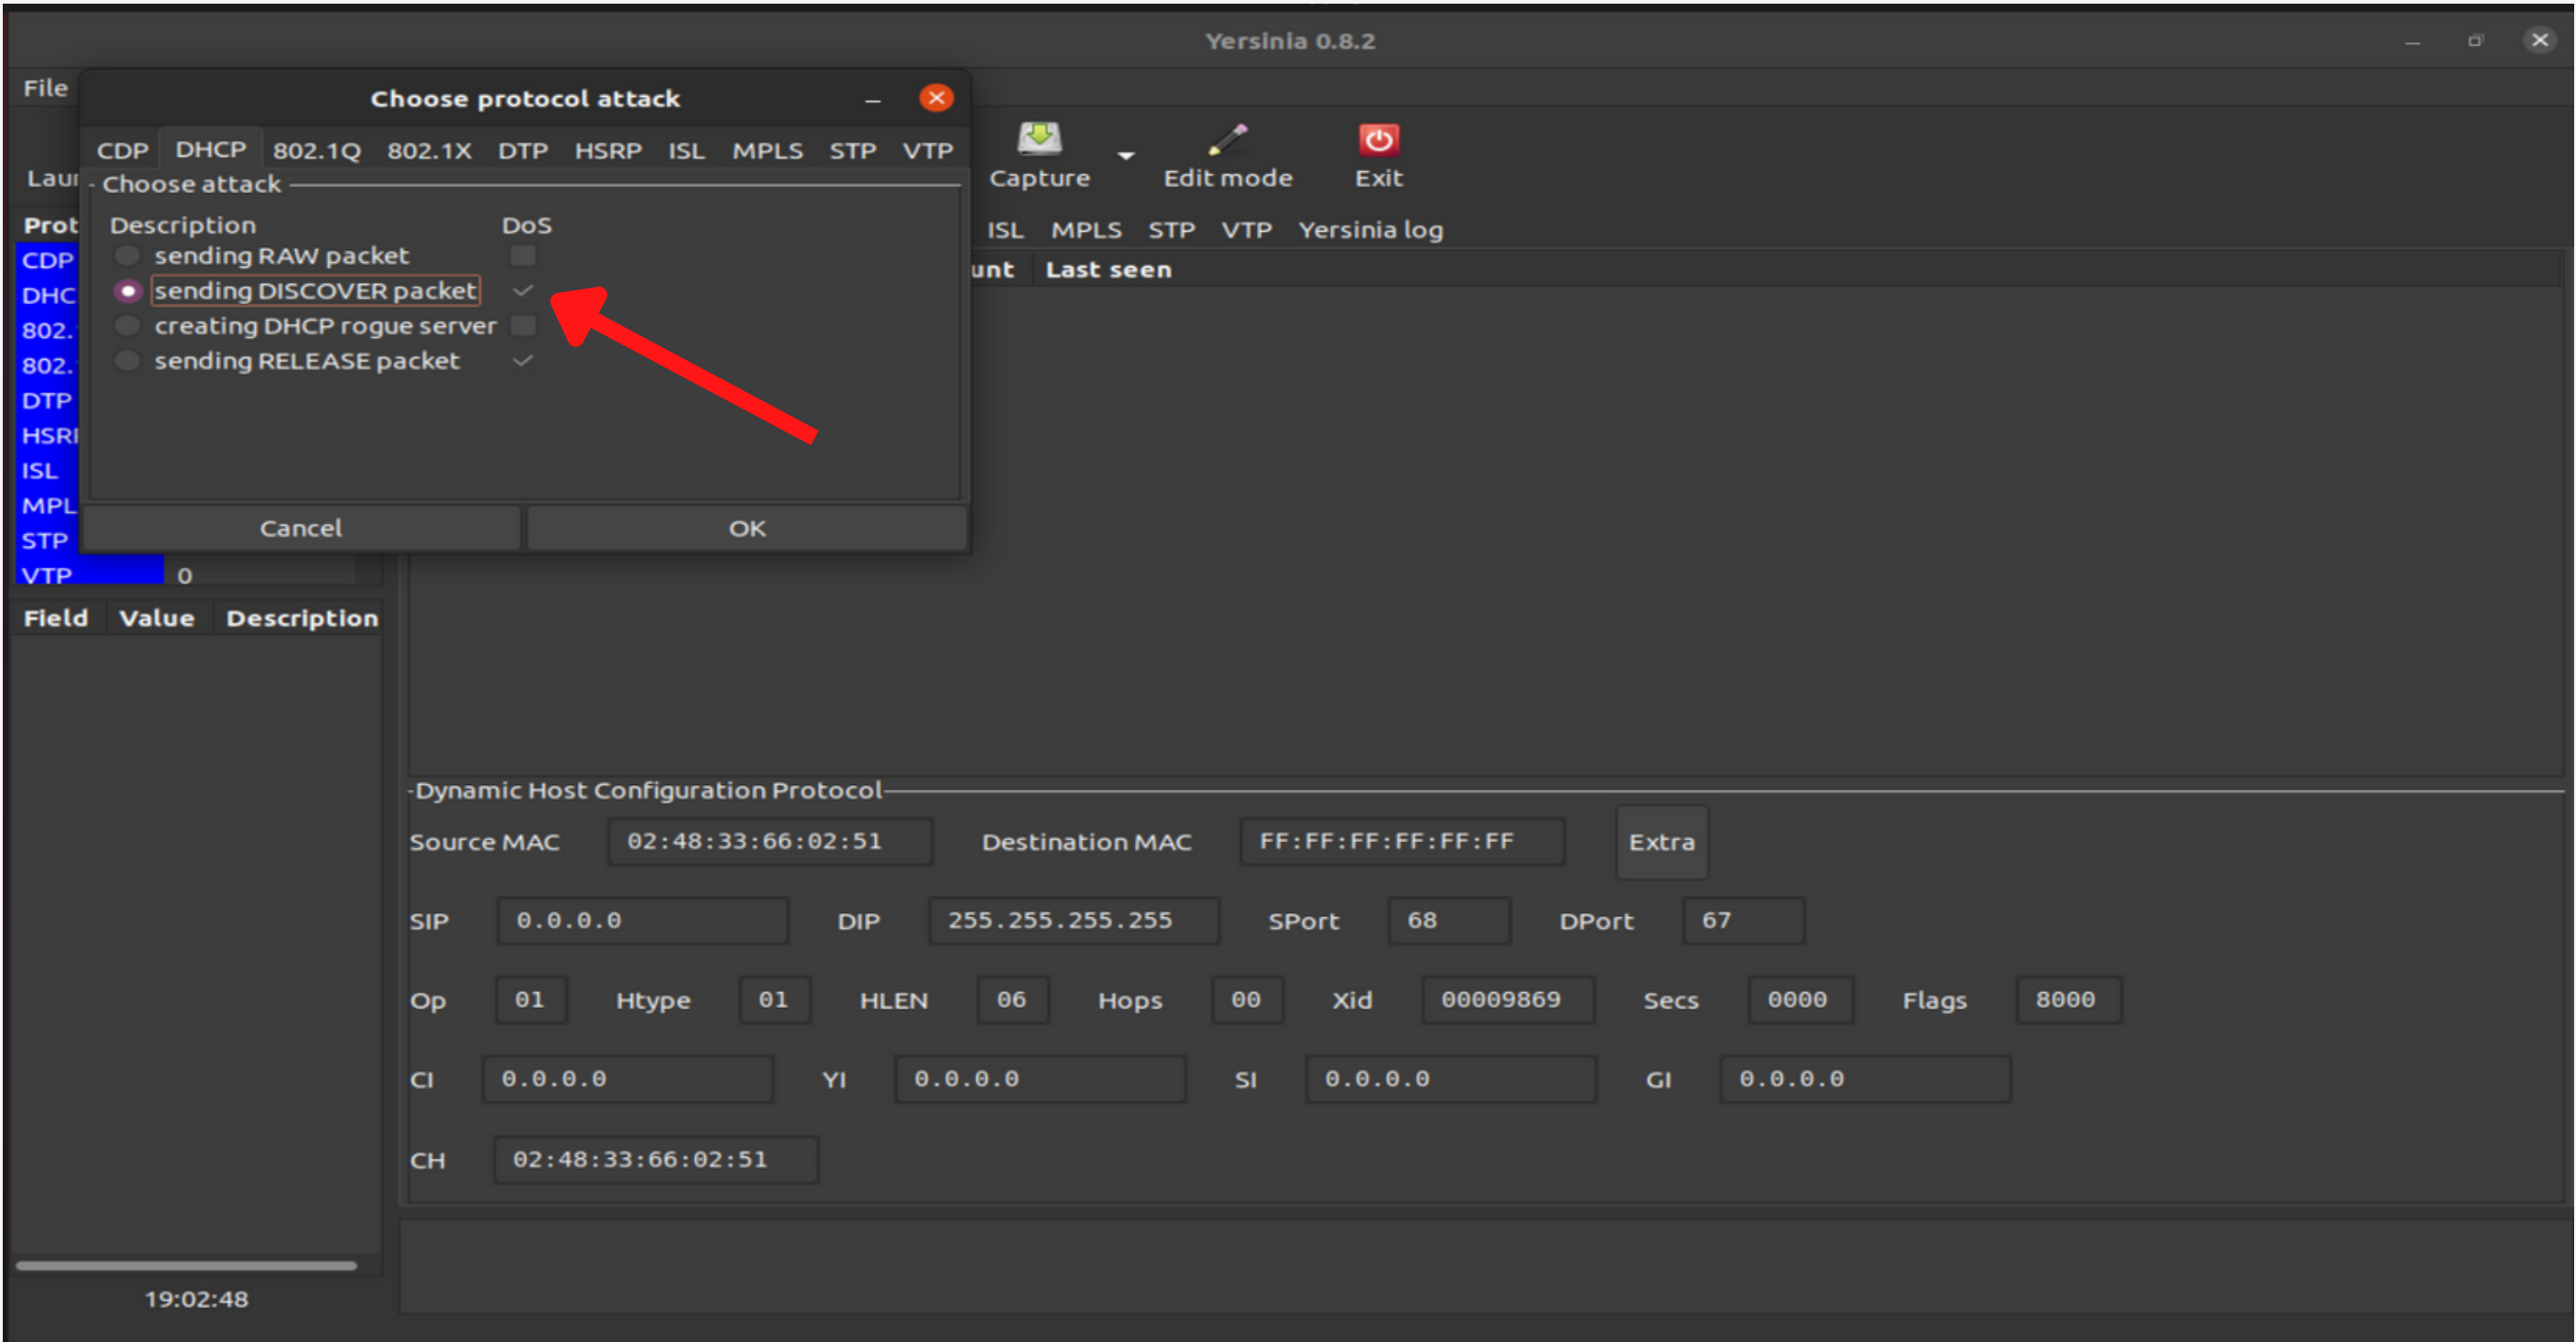 Yersinia 0.8.2
File
Choose protocol attack
CDP DHCP 802.1Q 802.1X DTP HSRP ISL MPLS STP VTP
Choose attack
Description DoS
sending RAW packet
sending DISCOVER packet
creating DHCP rogue server
sending RELEASE packet
Cancel OK
Capture Edit mode Exit
ISL MPLS STP VTP Yersinia log
Last seen
CDP
DTP
ISL
STP
VTP 0
Field Value Description
Dynamic Host Configuration Protocol
Source MAC 02:48:33:66:02:51 Destination MAC FF:FF:FF:FF:FF:FF Extra
SIP 0.0.0.0 DIP 255.255.255.255 SPort 68 DPort 67
Op 01 Htype 01 HLEN 06 Hops 00 Xid 00009869 Secs 0000 Flags 8000
CI 0.0.0.0 YI 0.0.0.0 SI 0.0.0.0 GI 0.0.0.0
CH 02:48:33:66:02:51
19:02:48